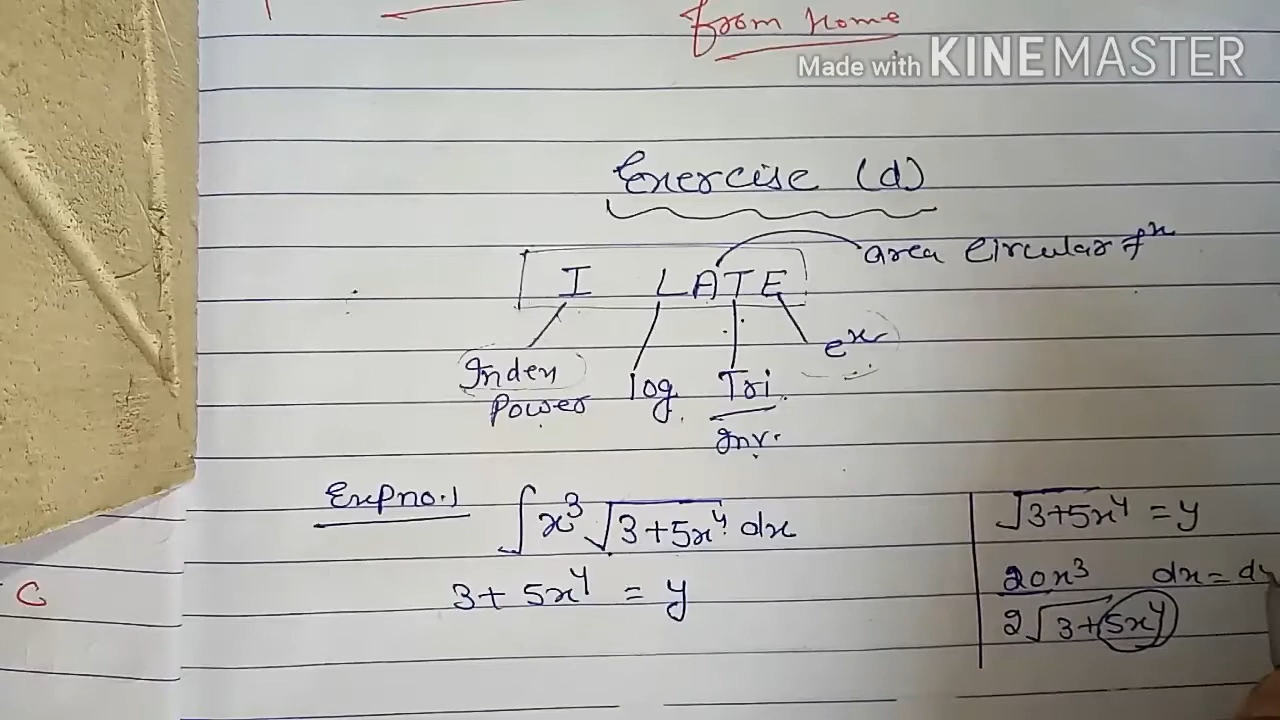 from home
Made with KINEMASTER
Exercise (d)
I LATE
area Circular fx
Index Power
log
Tri
Inv.
e^x
Exp no. 1 ∫x³√3+5x⁴ dx
3 + 5x⁴ = y
√3+5x⁴ = y
20x³ dx = dy
2√3+5x⁴
C